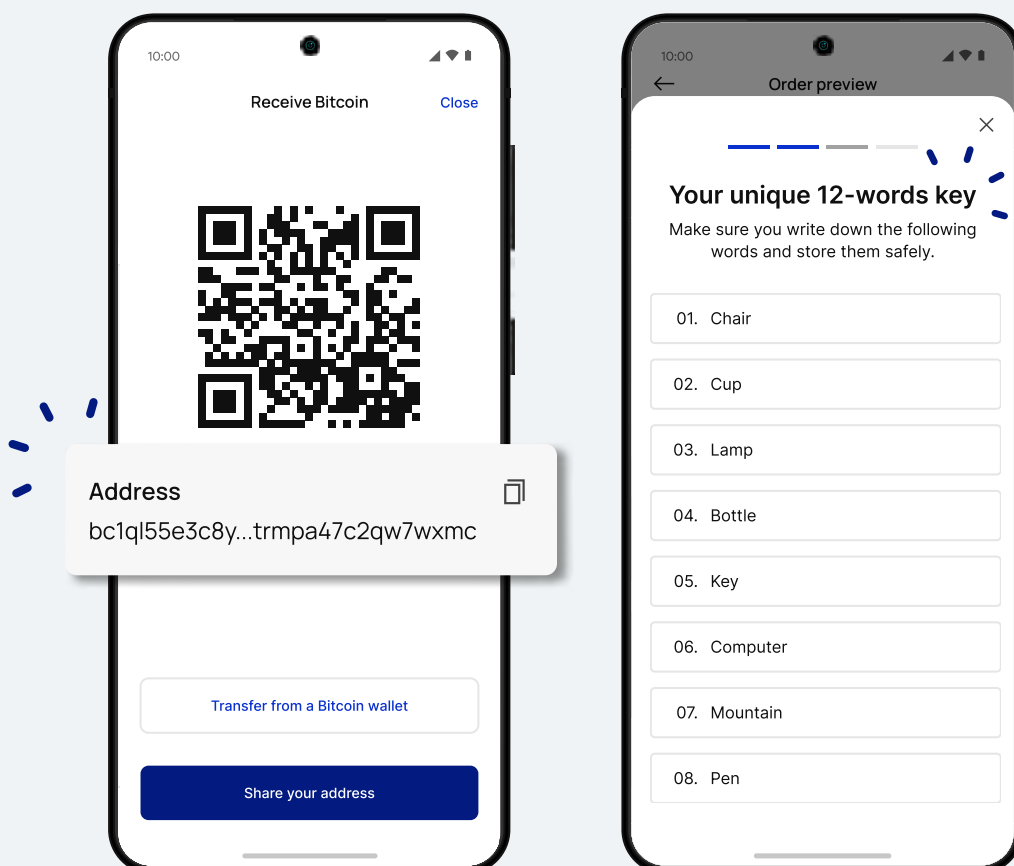 10:00
Receive Bitcoin
Close
Address
bc1ql55e3c8y...trmpa47c2qw7wxmc
Transfer from a Bitcoin wallet
Share your address
10:00
Order preview
Your unique 12-words key
Make sure you write down the following
words and store them safely.
01. Chair
02. Cup
03. Lamp
04. Bottle
05. Key
06. Computer
07. Mountain
08. Pen